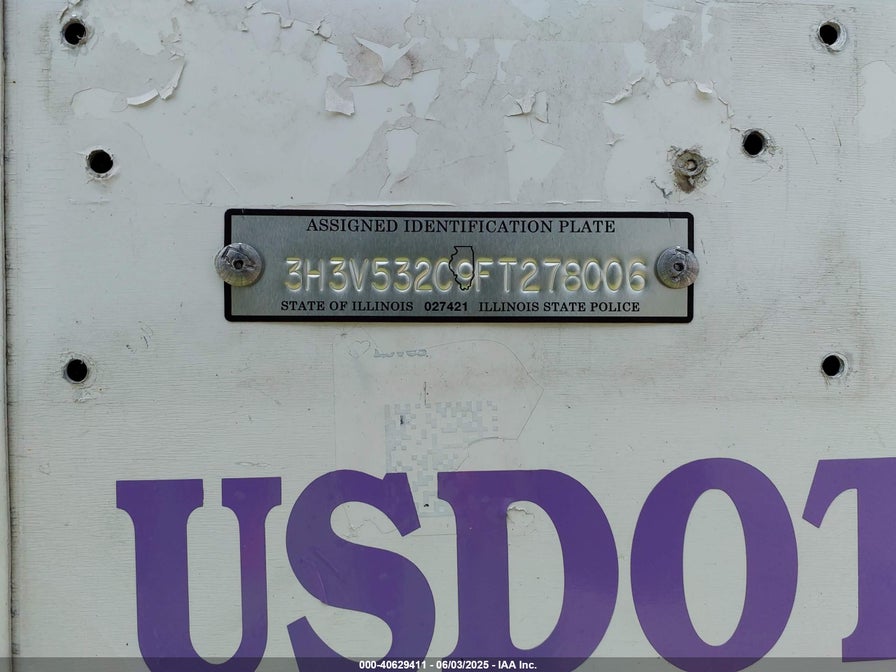 ASSIGNED IDENTIFICATION PLATE
3H3V532C9FT278006
STATE OF ILLINOIS 027421 ILLINOIS STATE POLICE
USDOT
000-40629411 - 06/03/2025 - IAA Inc.